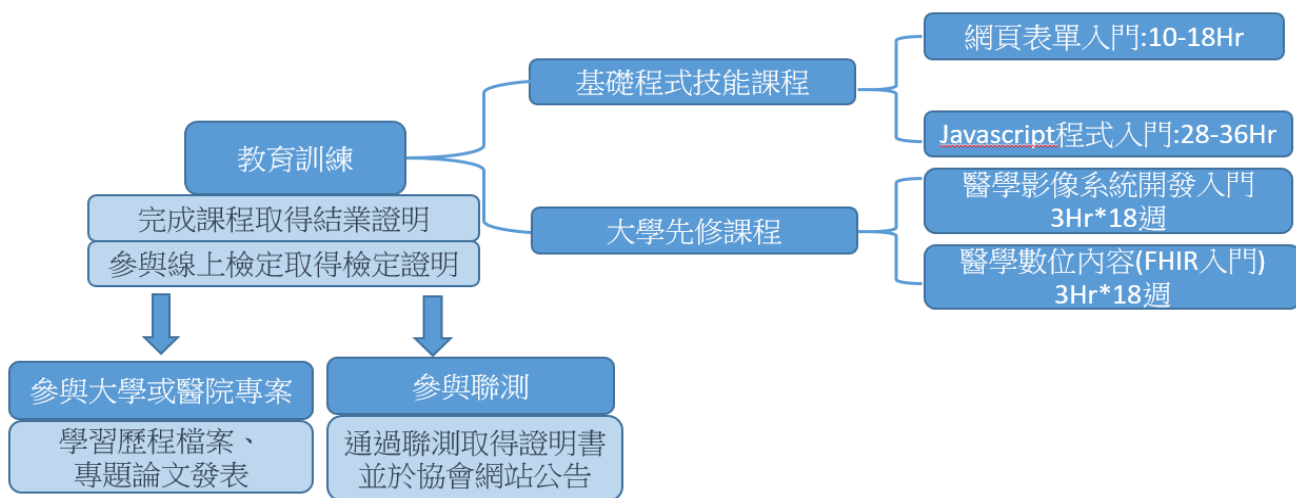 教育訓練
完成課程取得結業證明
參與線上檢定取得檢定證明
基礎程式技能課程
網頁表單入門:10-18Hr
Javascript程式入門:28-36Hr
大學先修課程
醫學影像系統開發入門
3Hr*18週
醫學數位內容(FHIR入門)
3Hr*18週
參與大學或醫院專案
學習歷程檔案、
專題論文發表
參與聯測
通過聯測取得證明書
並於協會網站公告